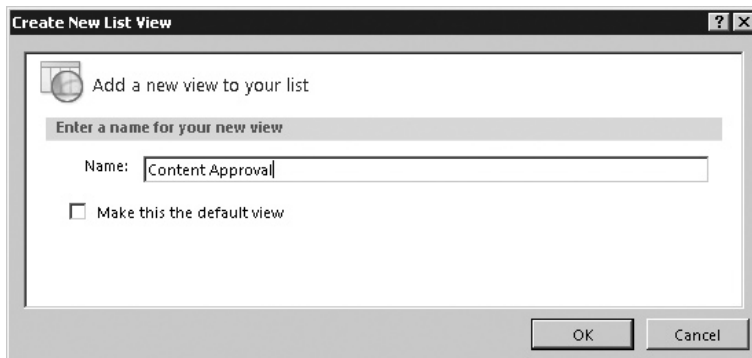 Create New List View
Add a new view to your list
Enter a name for your new view
Name: Content Approval
Make this the default view
OK Cancel